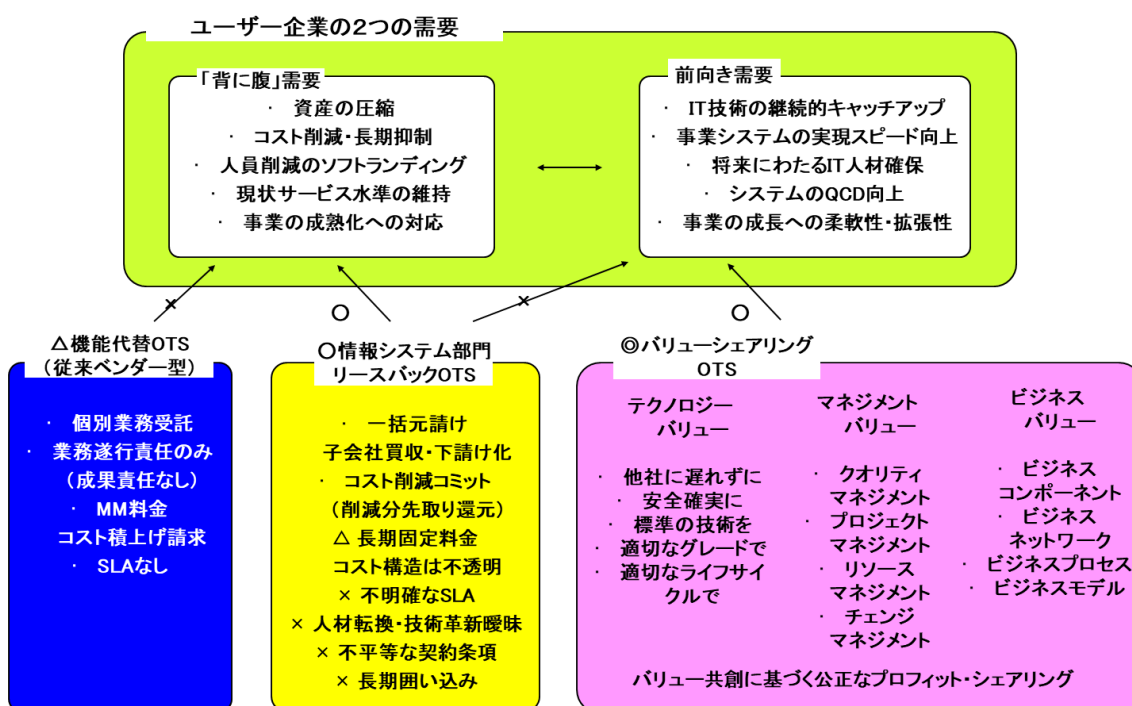 ユーザー企業の2つの需要
「背に腹」需要
・ 資産の圧縮
・ コスト削減・長期抑制
・ 人員削減のソフトランディング
・ 現状サービス水準の維持
・ 事業の成熟化への対応
前向き需要
・ IT技術の継続的キャッチアップ
・ 事業システムの実現スピード向上
・ 将来にわたるIT人材確保
・ システムのQCD向上
・ 事業の成長への柔軟性・拡張性
×
○
×
○
△機能代替OTS
(従来ベンダー型)
・ 個別業務受託
・ 業務遂行責任のみ
(成果責任なし)
・ MM料金
コスト積上げ請求
・ SLAなし
○情報システム部門
リースバックOTS
・ 一括元請け
子会社買収・下請け化
・ コスト削減コミット
(削減分先取り還元)
△ 長期固定料金
コスト構造は不透明
× 不明確なSLA
× 人材転換・技術革新曖昧
× 不平等な契約条項
× 長期囲い込み
◎バリューシェアリング
OTS
テクノロジー
バリュー
・ 他社に遅れずに
・ 安全確実に
・ 標準の技術を
・ 適切なグレードで
・ 適切なライフサイ
クルで
マネジメント
バリュー
・ クオリティ
マネジメント
・ プロジェクト
マネジメント
・ リソース
マネジメント
・ チェンジ
マネジメント
ビジネス
バリュー
・ ビジネス
コンポーネント
・ ビジネス
ネットワーク
・ ビジネスプロセス
・ ビジネスモデル
バリュー共創に基づく公正なプロフィット・シェアリング